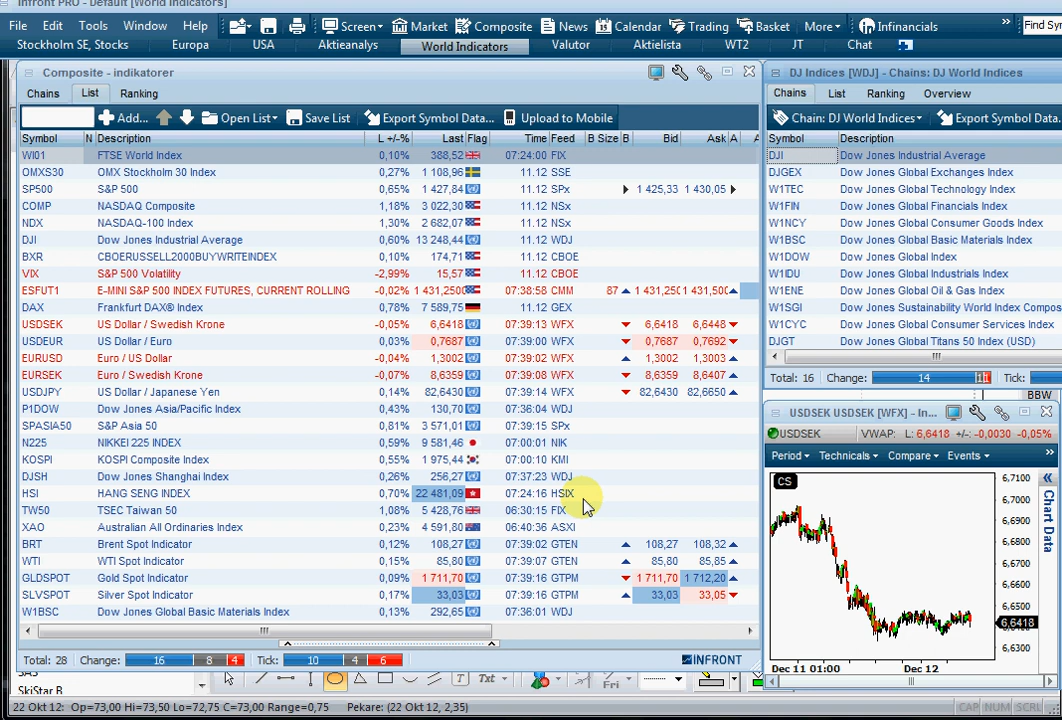 Infront PRO - Default [World Indicators]
File Edit Tools Window Help Screen Market Composite News Calendar Trading Basket More Infinancials » Find Sy
Stockholm SE, Stocks Europa USA Aktieanalys World Indicators Valutor Aktielista WT2 JT Chat
Composite - indikatorer
Chains List Ranking
Add... Open List Save List Export Symbol Data... Upload to Mobile
Symbol N Description L +/-% Last Flag Time Feed B Size B Bid Ask A
WI01 FTSE World Index 0,10% 388,52 07:24:00 FIX
OMXS30 OMX Stockholm 30 Index 0,27% 1 108,96 11.12 SSE
SP500 S&P 500 0,65% 1 427,84 11.12 SPx 1 425,33 1 430,05
COMP NASDAQ Composite 1,18% 3 022,30 11.12 NSx
NDX NASDAQ-100 Index 1,30% 2 682,07 11.12 NSx
DJI Dow Jones Industrial Average 0,60% 13 248,44 11.12 WDJ
BXR CBOERUSSELL2000BUYWRITEINDEX 0,10% 174,71 11.12 CBOE
VIX S&P 500 Volatility -2,99% 15,57 11.12 CBOE
ESFUT1 E-MINI S&P 500 INDEX FUTURES, CURRENT ROLLING -0,02% 1 431,2500 07:38:58 CMM 87 1 431,250 1 431,500
DAX Frankfurt DAX® Index 0,78% 7 589,75 11.12 GEX
USDSEK US Dollar / Swedish Krone -0,05% 6,6418 07:39:13 WFX 6,6418 6,6448
USDEUR US Dollar / Euro 0,03% 0,7687 07:39:13 WFX 0,7687 0,7692
EURUSD Euro / US Dollar -0,04% 1,3002 07:39:08 WFX 1,3002 1,3003
EURSEK Euro / Swedish Krone -0,07% 8,6359 07:39:08 WFX 8,6359 8,6407
USDJPY US Dollar / Japanese Yen 0,14% 82,6430 07:39:14 WFX 82,6430 82,6650
P1DOW Dow Jones Asia/Pacific Index 0,43% 130,70 07:36:04 WDJ
SPASIA50 S&P Asia 50 0,81% 3 571,01 07:39:15 SPx
N225 NIKKEI 225 INDEX 0,59% 9 581,46 07:00:01 NIK
KOSPI KOSPI Composite Index 0,55% 1 975,44 07:00:10 KMI
DJSH Dow Jones Shanghai Index 0,26% 256,27 07:37:23 WDJ
HSI HANG SENG INDEX 0,70% 22 481,09 07:24:16 HSIX
TW50 TSEC Taiwan 50 1,08% 5 428,76 06:30:15 FIX
XAO Australian All Ordinaries Index 0,23% 4 591,80 06:40:36 ASXI
BRT Brent Spot Indicator 0,12% 108,27 07:39:02 GTEN 108,27 108,32
WTI WTI Spot Indicator 0,11% 85,80 07:39:07 GTEN 85,80 85,85
GLDSPOT Gold Spot Indicator 0,09% 1 711,70 07:39:16 GTPM 1 711,70 1 712,20
SLVSPOT Silver Spot Indicator 0,17% 33,03 07:39:16 GTPM 33,03 33,05
W1BSC Dow Jones Global Basic Materials Index 0,13% 292,65 07:36:01 WDJ
Total: 28 Change: 16 8 4 Tick: 10 4 6 INFRONT
DJ Indices [WDJ] - Chains: DJ World Indices
Chains List Ranking Overview
Chain: DJ World Indices Export Symbol Data.
Symbol Description
DJI Dow Jones Industrial Average
DJGEX Dow Jones Global Exchanges Index
W1TEC Dow Jones Global Technology Index
W1FIN Dow Jones Global Financials Index
W1NCY Dow Jones Global Consumer Goods Index
W1BSC Dow Jones Global Basic Materials Index
W1DOW Dow Jones Global Index
W1IDU Dow Jones Global Industrials Index
W1ENE Dow Jones Global Oil & Gas Index
W1SGI Dow Jones Sustainability World Index Compos
W1CYC Dow Jones Global Consumer Services Index
DJGT Dow Jones Global Titans 50 Index (USD)
Total: 16 Change: 14 1 1 Tick:
BBW
USDSEK USDSEK [WFX] - In...
USDSEK VWAP: L: 6,6418 +/-: -0,0030 -0,05%
Period Technicals Compare Events »
CS
6,7100
6,7000
6,6900
6,6800
6,6700
6,6600
6,6500
6,6418
6,6300
Dec 11 01:00 Dec 12
Chart Data
SAS
SkiStar B
T Txt Fri
22 Okt 12: Op=73,00 Hi=73,50 Lo=72,75 C=73,00 Range=0,75 Pekare: (22 Okt 12, 2,35) CAP NUM SCRL